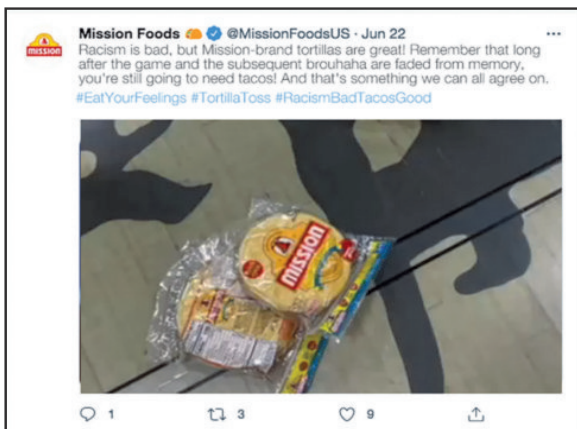 Mission Foods @MissionFoodsUS · Jun 22
Racism is bad, but Mission-brand tortillas are great! Remember that long
after the game and the subsequent brouhaha are faded from memory,
you're still going to need tacos! And that's something we can all agree on.
#EatYourFeelings #TortillaToss #RacismBadTacosGood
mission
mission
1 3 9